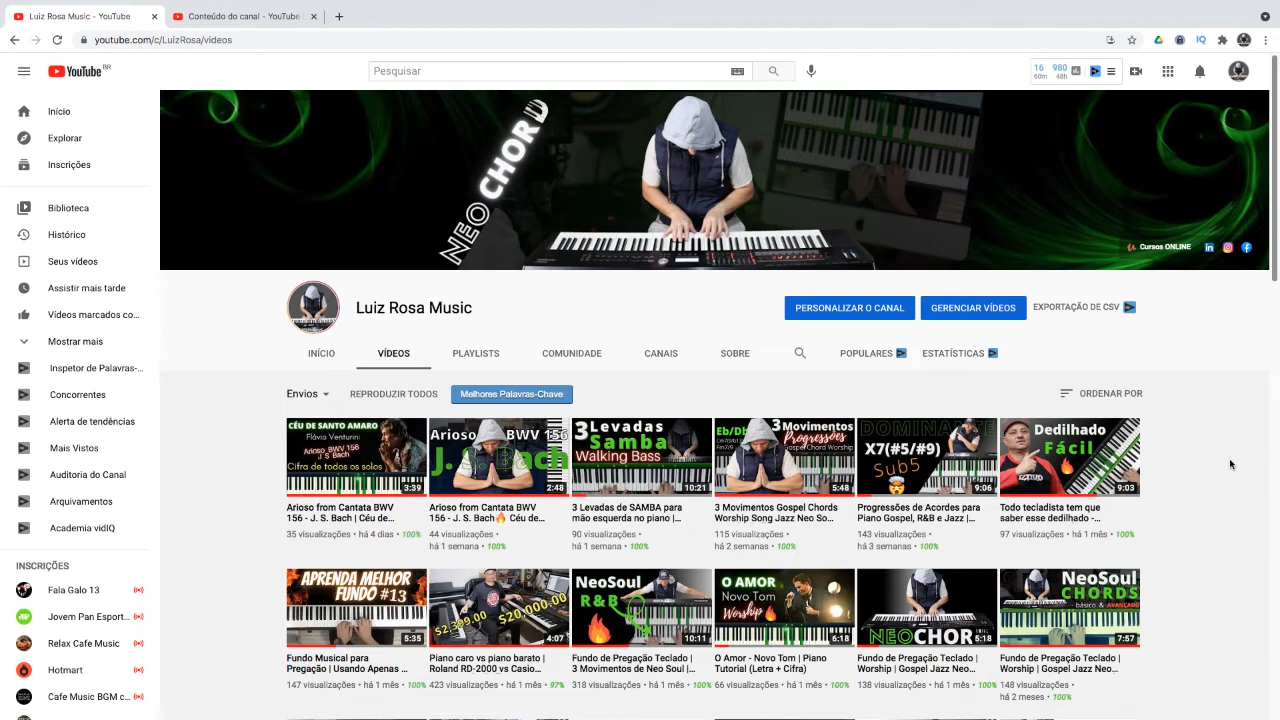 Luiz Rosa Music - YouTube
Conteúdo do canal - YouTube
youtube.com/c/LuizRosa/videos
YouTube BR
Pesquisar
16 980
60m 48h
Início
Explorar
Inscrições
Biblioteca
Histórico
Seus vídeos
Assistir mais tarde
Vídeos marcados co...
Mostrar mais
Inspetor de Palavras-...
Concorrentes
Alerta de tendências
Mais Vistos
Auditoria do Canal
Arquivamentos
Academia vidIQ
INSCRIÇÕES
Fala Galo 13
Jovem Pan Esport...
Relax Cafe Music
Hotmart
Cafe Music BGM c...
NEO CHORD
Cursos ONLINE
Luiz Rosa Music
PERSONALIZAR O CANAL
GERENCIAR VÍDEOS
EXPORTAÇÃO DE CSV
INÍCIO VÍDEOS PLAYLISTS COMUNIDADE CANAIS SOBRE POPULARES ESTATÍSTICAS
Envios REPRODUZIR TODOS Melhores Palavras-Chave ORDENAR POR
CÉU DE SANTO AMARO
Flávio Venturini
Arioso BWV 156
J. S. Bach
Cifra de todos os solos
3:39
Arioso from Cantata BWV
156 - J. S. Bach | Céu de...
35 visualizações • há 4 dias • 100%
Arioso BWV 156
J. S. Bach
2:48
Arioso from Cantata BWV
156 - J. S. Bach🔥 Céu de...
44 visualizações •
há 1 semana • 100%
3 Levadas
Samba
Walking Bass
10:21
3 Levadas de SAMBA para
mão esquerda no piano |...
90 visualizações •
há 1 semana • 100%
3 Movimentos
Eb/Db
Progressões
Gospel Chord Worship
Fm7/9
5:48
3 Movimentos Gospel Chords
Worship Song Jazz Neo So...
115 visualizações •
há 2 semanas • 100%
DOMINANTE
X7(#5/#9)
Sub5
9:06
Progressões de Acordes para
Piano Gospel, R&B e Jazz |...
143 visualizações •
há 3 semanas • 100%
Dedilhado
Fácil
9:03
Todo tecladista tem que
saber esse dedilhado -...
97 visualizações • há 1 mês • 100%
APRENDA MELHOR
FUNDO #13
5:35
Fundo Musical para
Pregação | Usando Apenas ...
147 visualizações • há 1 mês • 100%
$2,399.00 $20,000.00
4:07
Piano caro vs piano barato |
Roland RD-2000 vs Casio...
423 visualizações • há 1 mês • 97%
NeoSoul
R&B
10:11
Fundo de Pregação Teclado |
3 Movimentos de Neo Soul |...
318 visualizações • há 1 mês • 100%
O AMOR
Novo Tom
Worship
6:18
O Amor - Novo Tom | Piano
Tutorial (Letra + Cifra)
66 visualizações • há 1 mês • 100%
NEOCHOR
5:18
Fundo de Pregação Teclado |
Worship | Gospel Jazz Neo...
138 visualizações • há 1 mês • 100%
NeoSoul
CHORDS
básico & AVANÇADO
7:57
Fundo de Pregação Teclado |
Worship | Gospel Jazz Neo...
148 visualizações •
há 2 meses • 100%